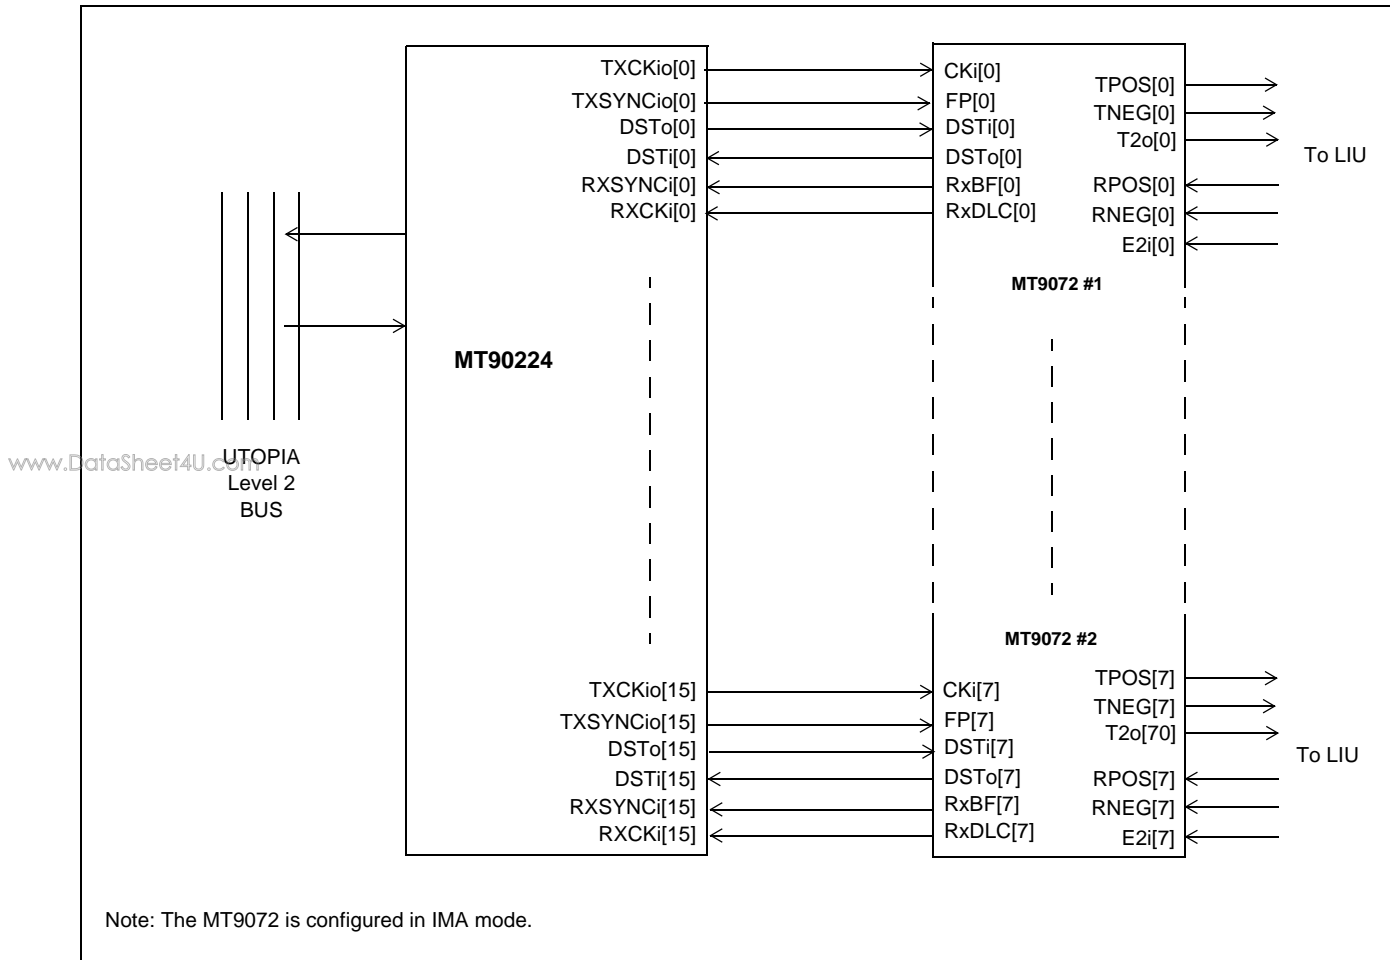 TXCKio[0]
TXSYNCio[0]
DSTo[0]
DSTi[0]
RXSYNCi[0]
RXCKi[0]
CKi[0]
FP[0]
DSTi[0]
DSTo[0]
RxBF[0]
RxDLC[0]
TPOS[0]
TNEG[0]
T2o[0]
RPOS[0]
RNEG[0]
E2i[0]
To LIU
MT9072 #1
MT90224
www.DataSheet4U.com
UTOPIA
Level 2
BUS
MT9072 #2
TXCKio[15]
TXSYNCio[15]
DSTo[15]
DSTi[15]
RXSYNCi[15]
RXCKi[15]
CKi[7]
FP[7]
DSTi[7]
DSTo[7]
RxBF[7]
RxDLC[7]
TPOS[7]
TNEG[7]
T2o[70]
RPOS[7]
RNEG[7]
E2i[7]
To LIU
Note: The MT9072 is configured in IMA mode.